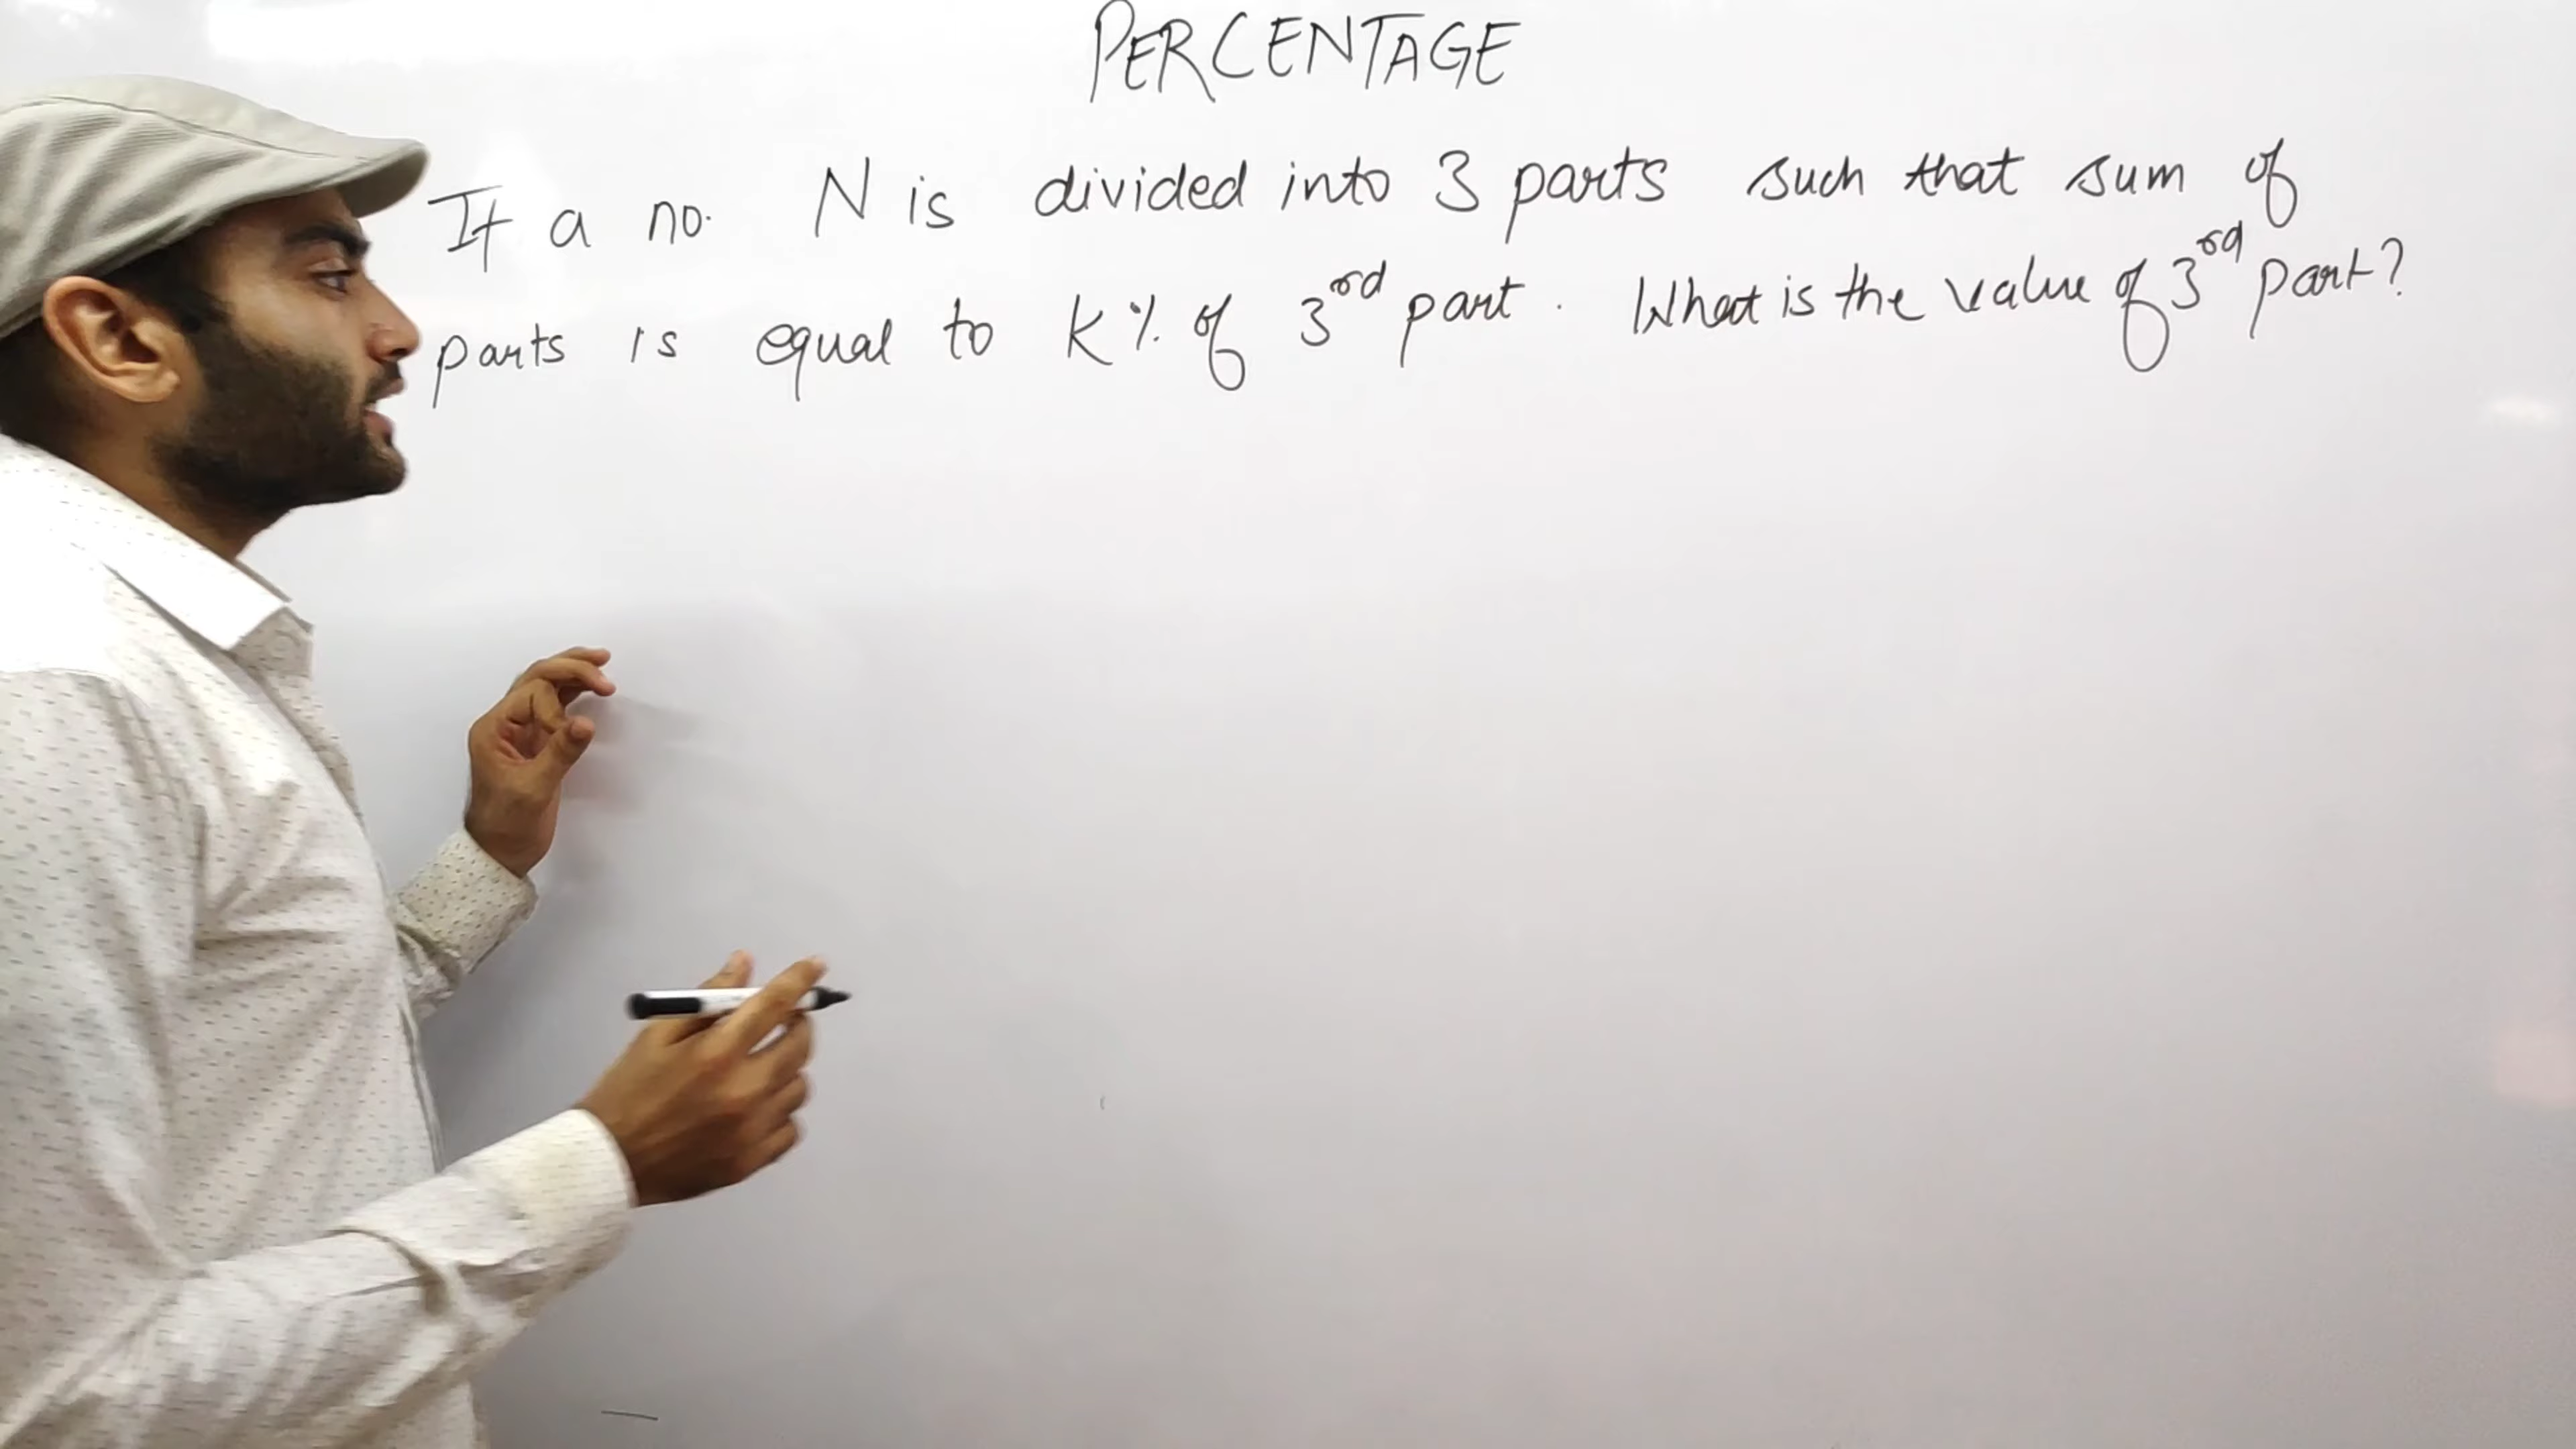 PERCENTAGE
If a no. N is divided into 3 parts such that sum of
parts is equal to K% of 3rd part. What is the value of 3rd part?